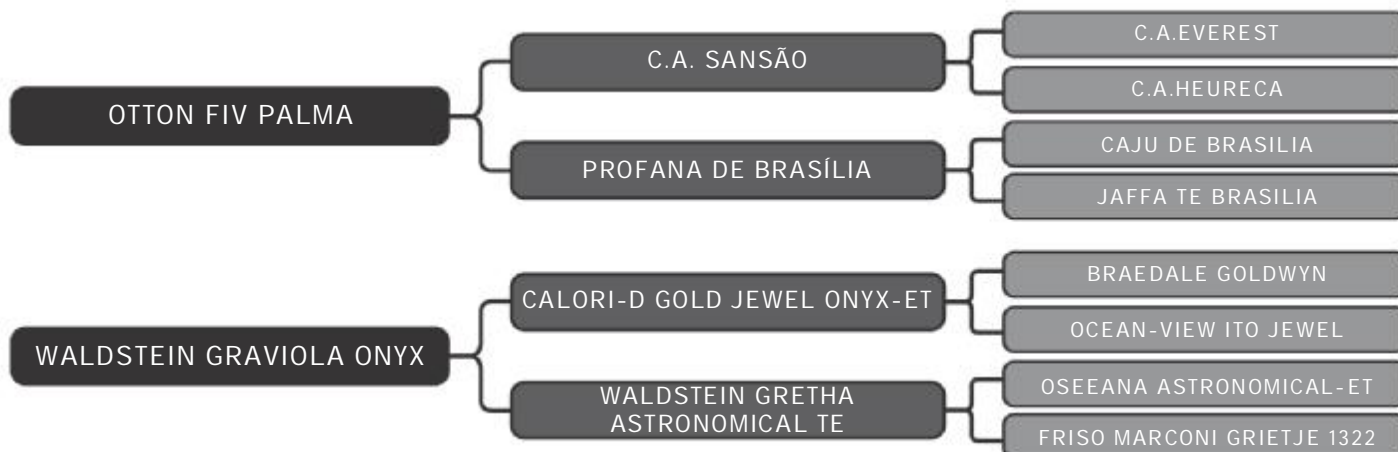 OTTON FIV PALMA
C.A. SANSÃO
C.A.EVEREST
C.A.HEURECA
PROFANA DE BRASÍLIA
CAJU DE BRASILIA
JAFFA TE BRASILIA
WALDSTEIN GRAVIOLA ONYX
CALORI-D GOLD JEWEL ONYX-ET
BRAEDALE GOLDWYN
OCEAN-VIEW ITO JEWEL
WALDSTEIN GRETHA
ASTRONOMICAL TE
OSEEANA ASTRONOMICAL-ET
FRISO MARCONI GRIETJE 1322